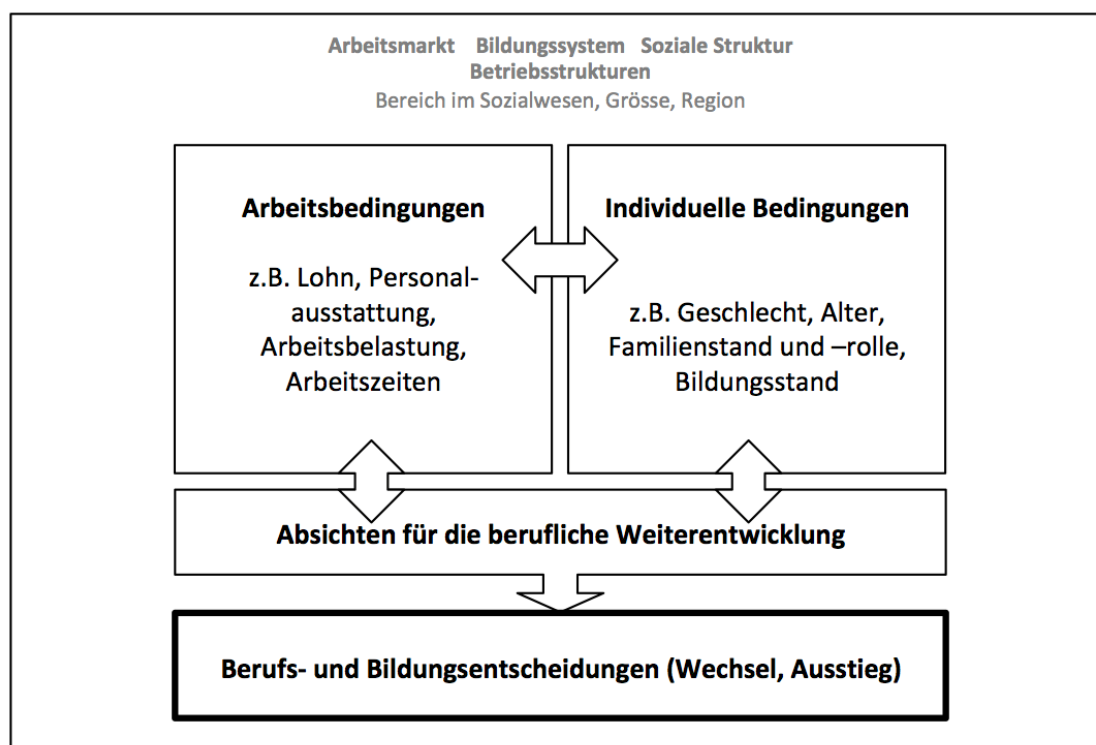 Arbeitsmarkt Bildungssystem Soziale Struktur
Betriebsstrukturen
Bereich im Sozialwesen, Grösse, Region
Arbeitsbedingungen
z.B. Lohn, Personal-
ausstattung,
Arbeitsbelastung,
Arbeitszeiten
Individuelle Bedingungen
z.B. Geschlecht, Alter,
Familienstand und –rolle,
Bildungsstand
Absichten für die berufliche Weiterentwicklung
Berufs- und Bildungsentscheidungen (Wechsel, Ausstieg)